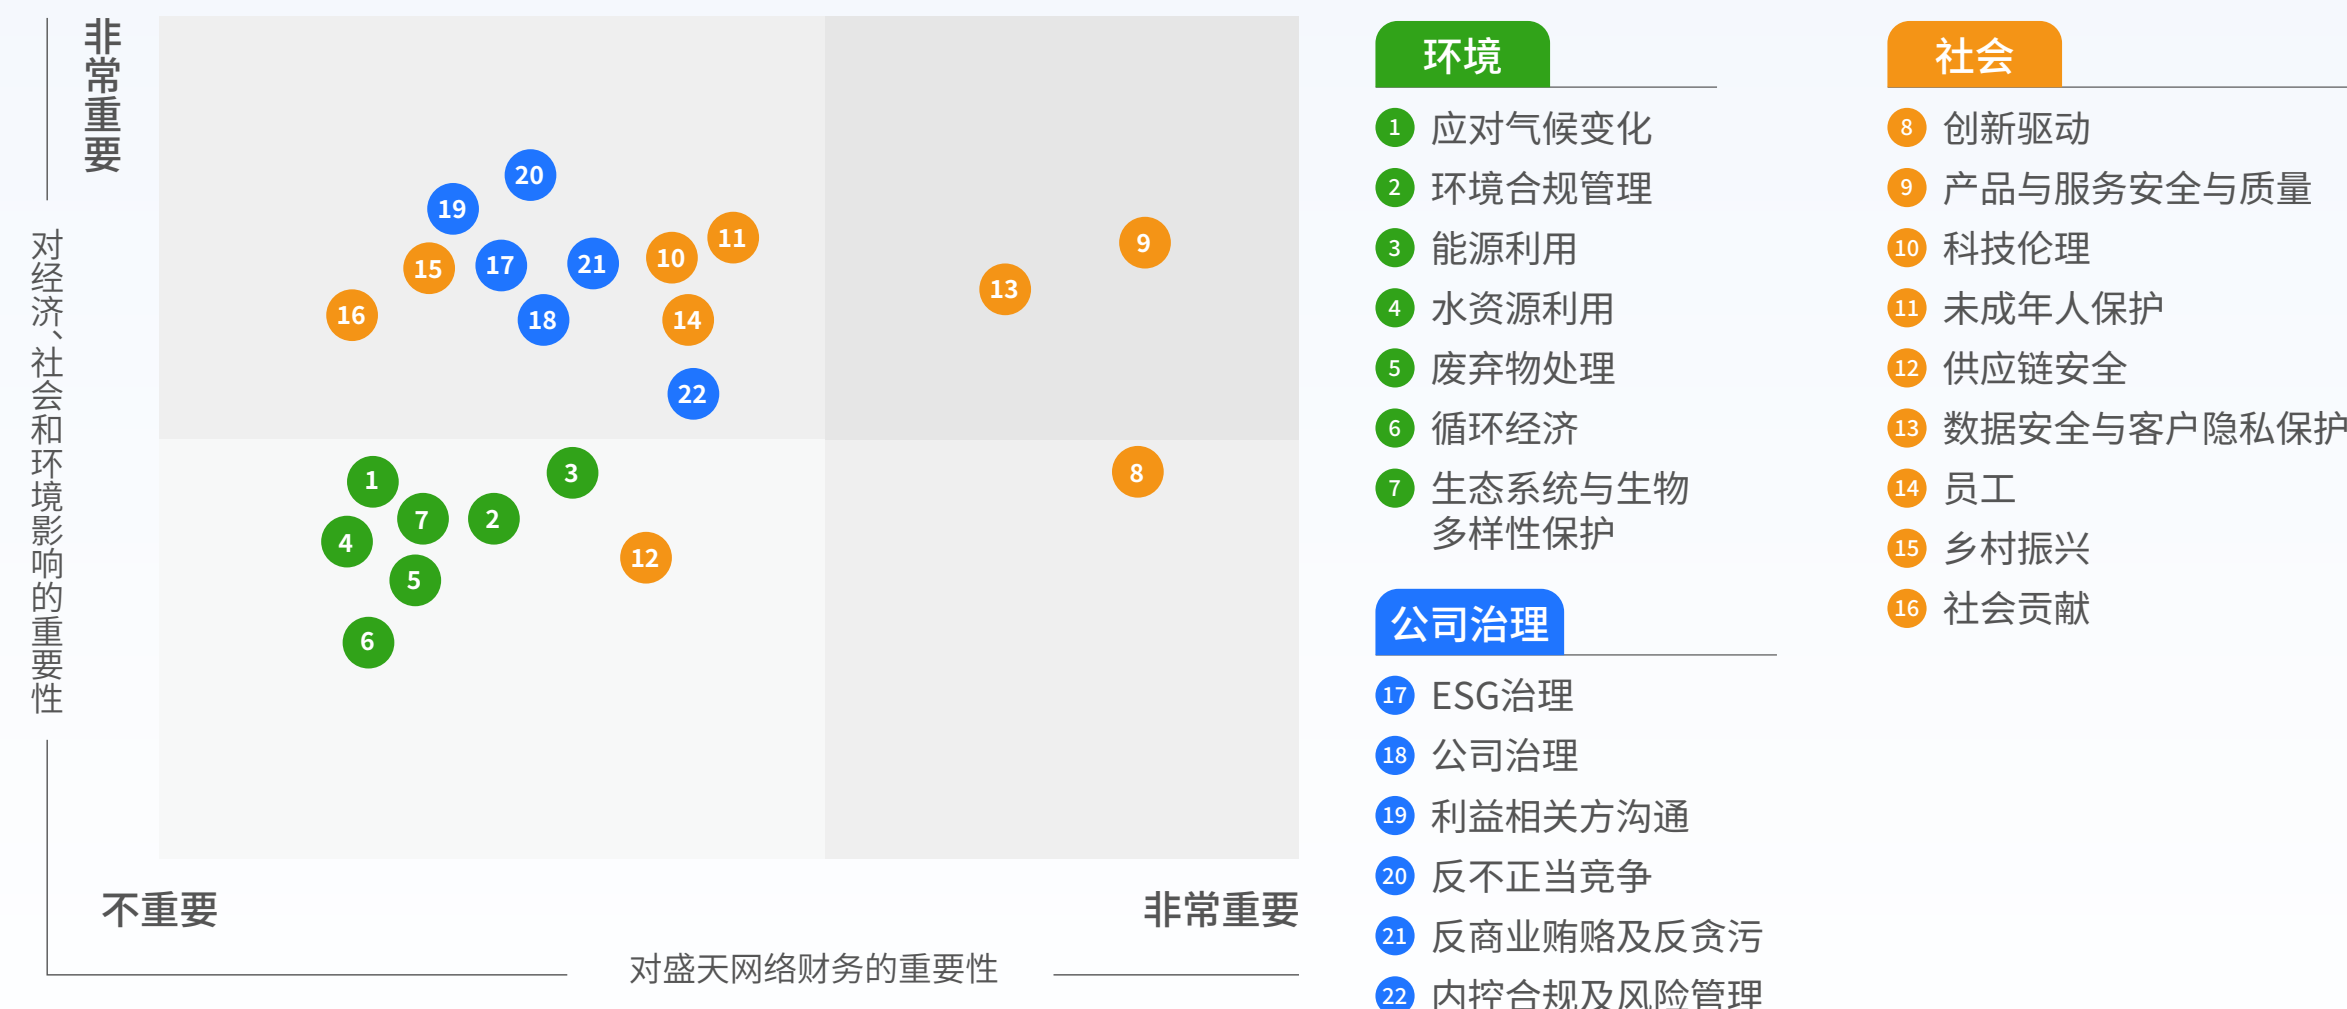 非常重要
对经济、社会和环境影响的重要性
20
19
11
9
15
17
21
10
13
16
18
14
22
1
3
8
7
2
4
12
5
6
不重要
非常重要
对盛天网络财务的重要性
环境
1 应对气候变化
2 环境合规管理
3 能源利用
4 水资源利用
5 废弃物处理
6 循环经济
7 生态系统与生物
多样性保护
公司治理
17 ESG治理
18 公司治理
19 利益相关方沟通
20 反不正当竞争
21 反商业贿赂及反贪污
22 内控合规及风险管理
社会
8 创新驱动
9 产品与服务安全与质量
10 科技伦理
11 未成年人保护
12 供应链安全
13 数据安全与客户隐私保护
14 员工
15 乡村振兴
16 社会贡献